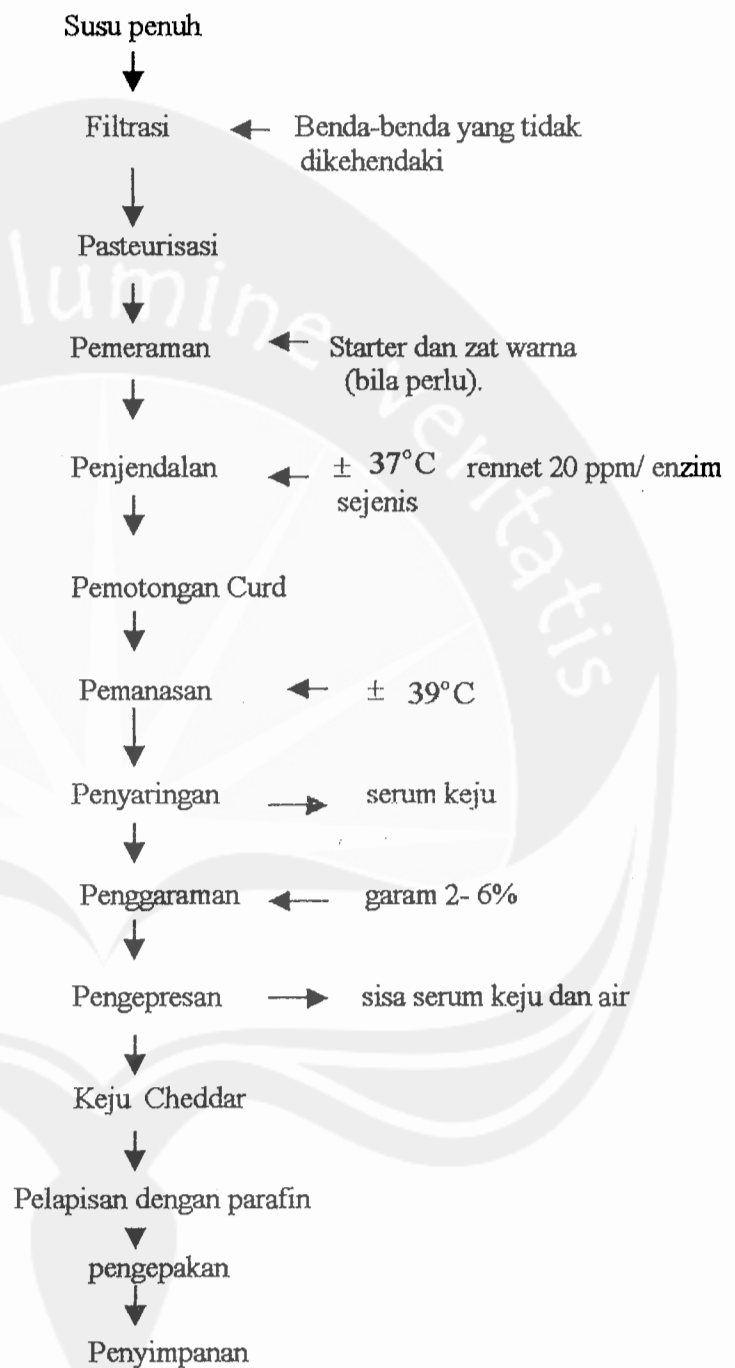 Susu penuh
Filtrasi Benda-benda yang tidak
dikehendaki
Pasteurisasi
Pemeraman Starter dan zat warna
(bila perlu).
Penjendalan ± 37°C rennet 20 ppm/ enzim
sejenis
Pemotongan Curd
Pemanasan ± 39°C
Penyaringan serum keju
Penggaraman garam 2- 6%
Pengepresan sisa serum keju dan air
Keju Cheddar
Pelapisan dengan parafin
pengepakan
Penyimpanan
lumine veritatis